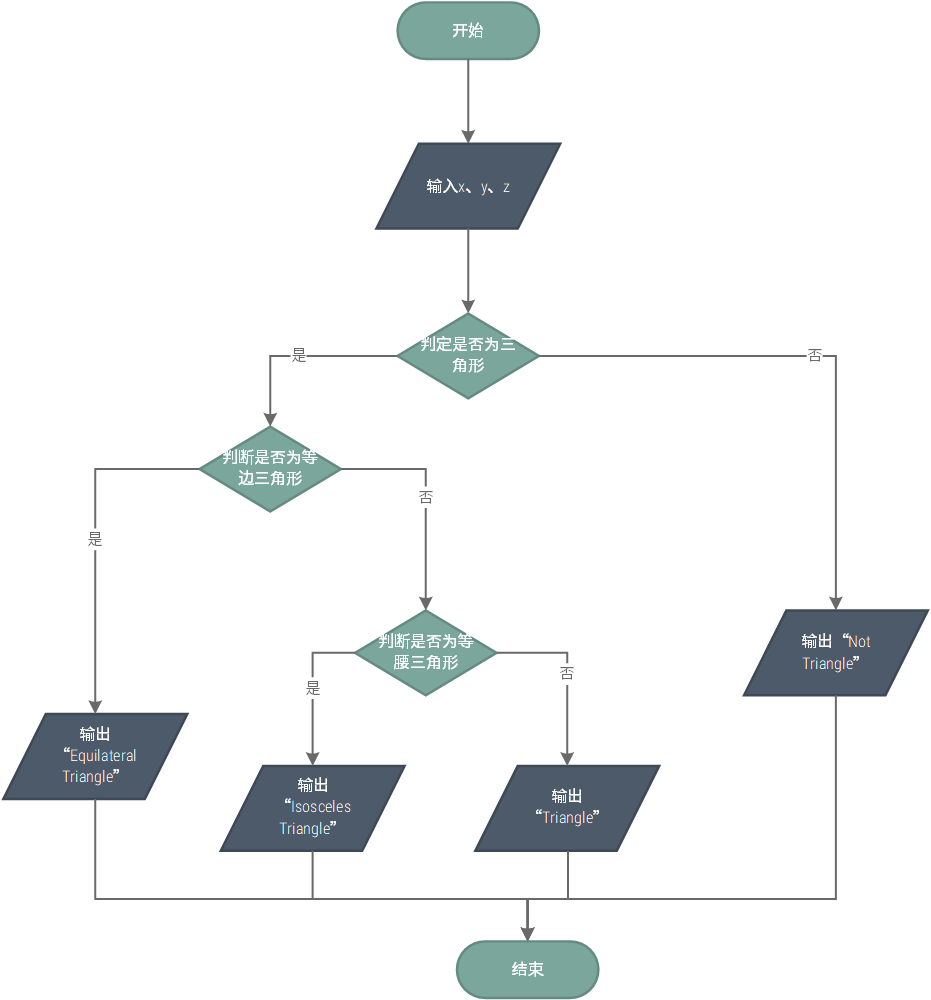 开始
输入x、y、z
判定是否为三
角形
是
否
判断是否为等
边三角形
是
否
判断是否为等
腰三角形
是
否
输出“Not
Triangle”
输出
“Equilateral
Triangle”
输出
“Isosceles
Triangle”
输出
“Triangle”
结束